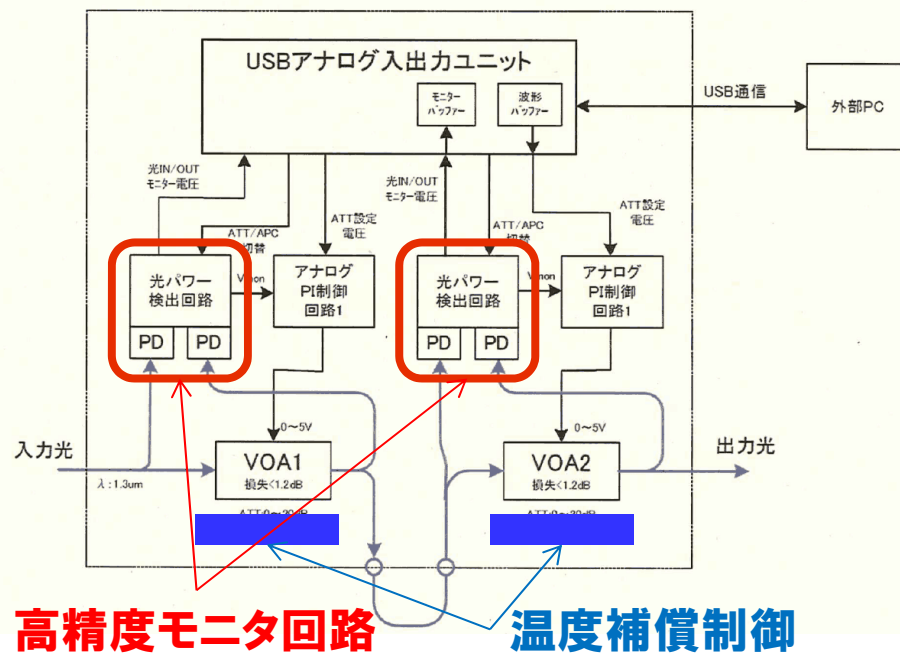 USBアナログ入出力ユニット
モニター
バッファー
波形
バッファー
USB通信
外部PC
光IN/OUT
モニター電圧
光IN/OUT
モニター電圧
ATT/APC
切替
ATT設定
電圧
ATT/APC
切替
ATT設定
電圧
光パワー
検出回路
PD
PD
Vmon
アナログ
PI制御
回路1
光パワー
検出回路
PD
PD
Vmon
アナログ
PI制御
回路1
0～5V
0～5V
入力光
λ:1.3um
VOA1
損失<1.2dB
VOA2
損失<1.2dB
出力光
高精度モニタ回路
温度補償制御